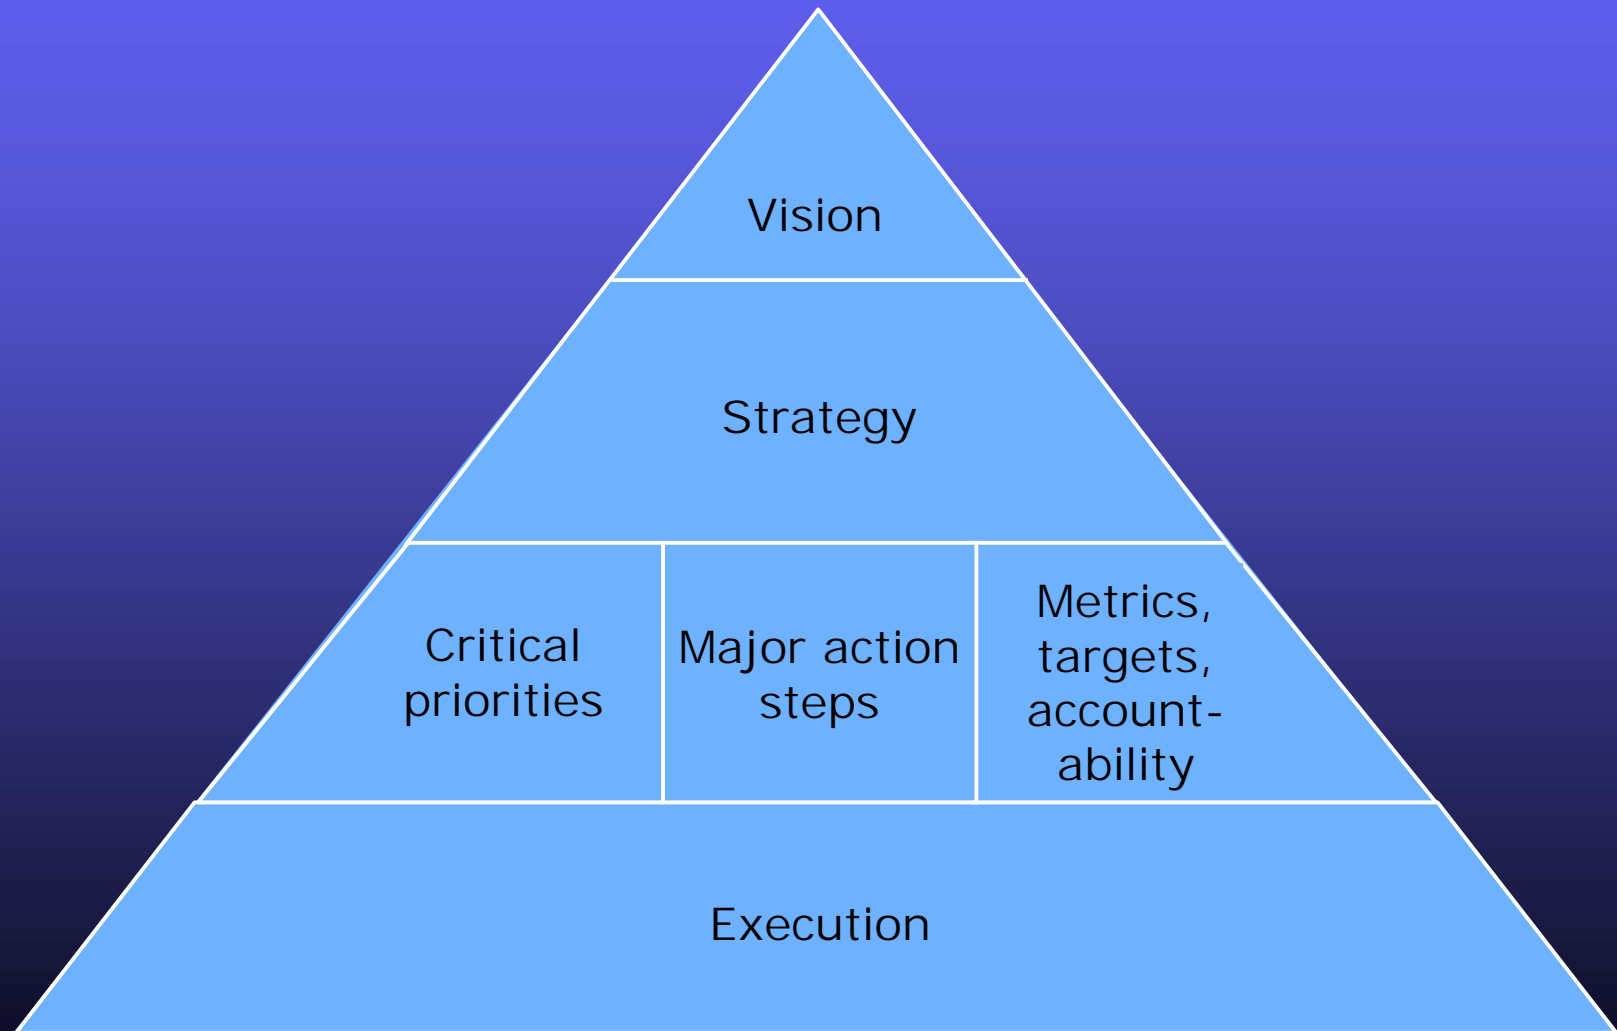 Vision
Strategy
Critical
priorities
Major action
steps
Metrics,
targets,
account-
ability
Execution